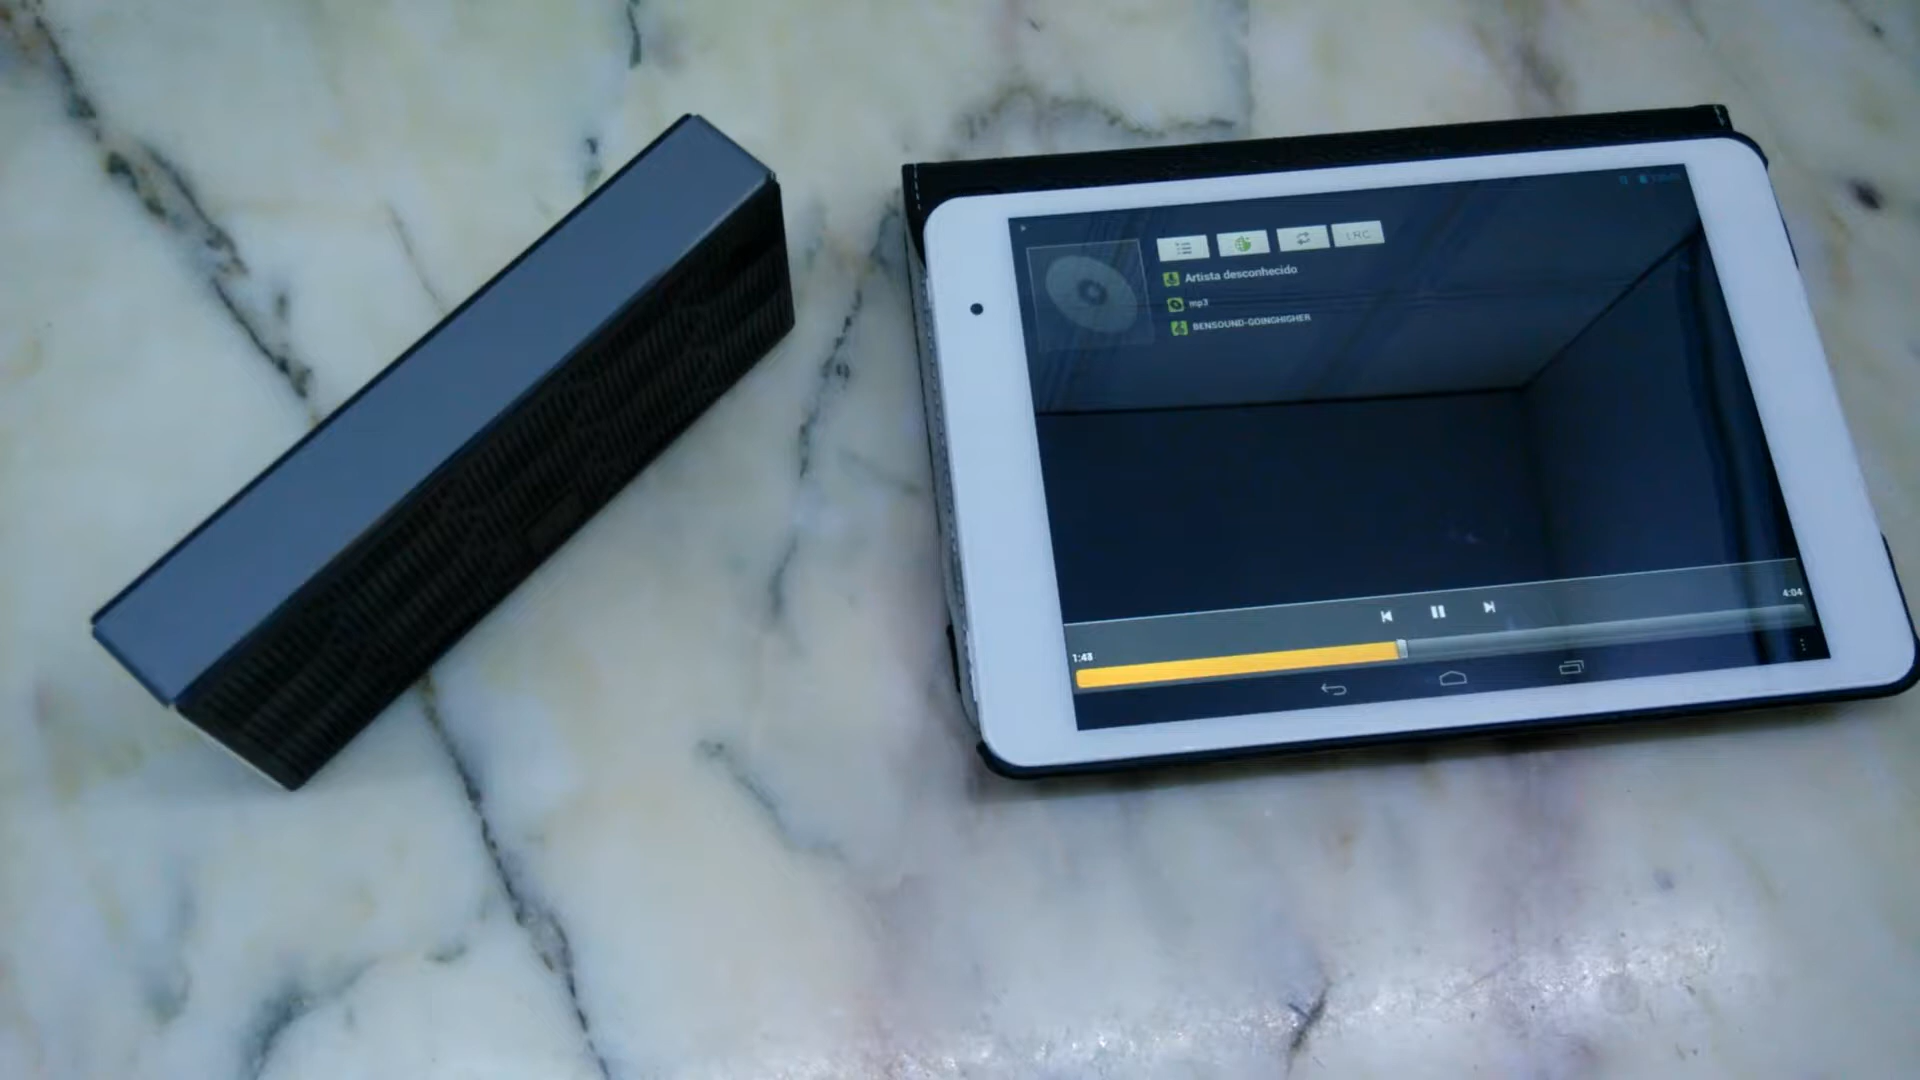 LRC
Artista desconhecido
mp3
BENSOUND-GOINGHIGHER
4:04
1:43